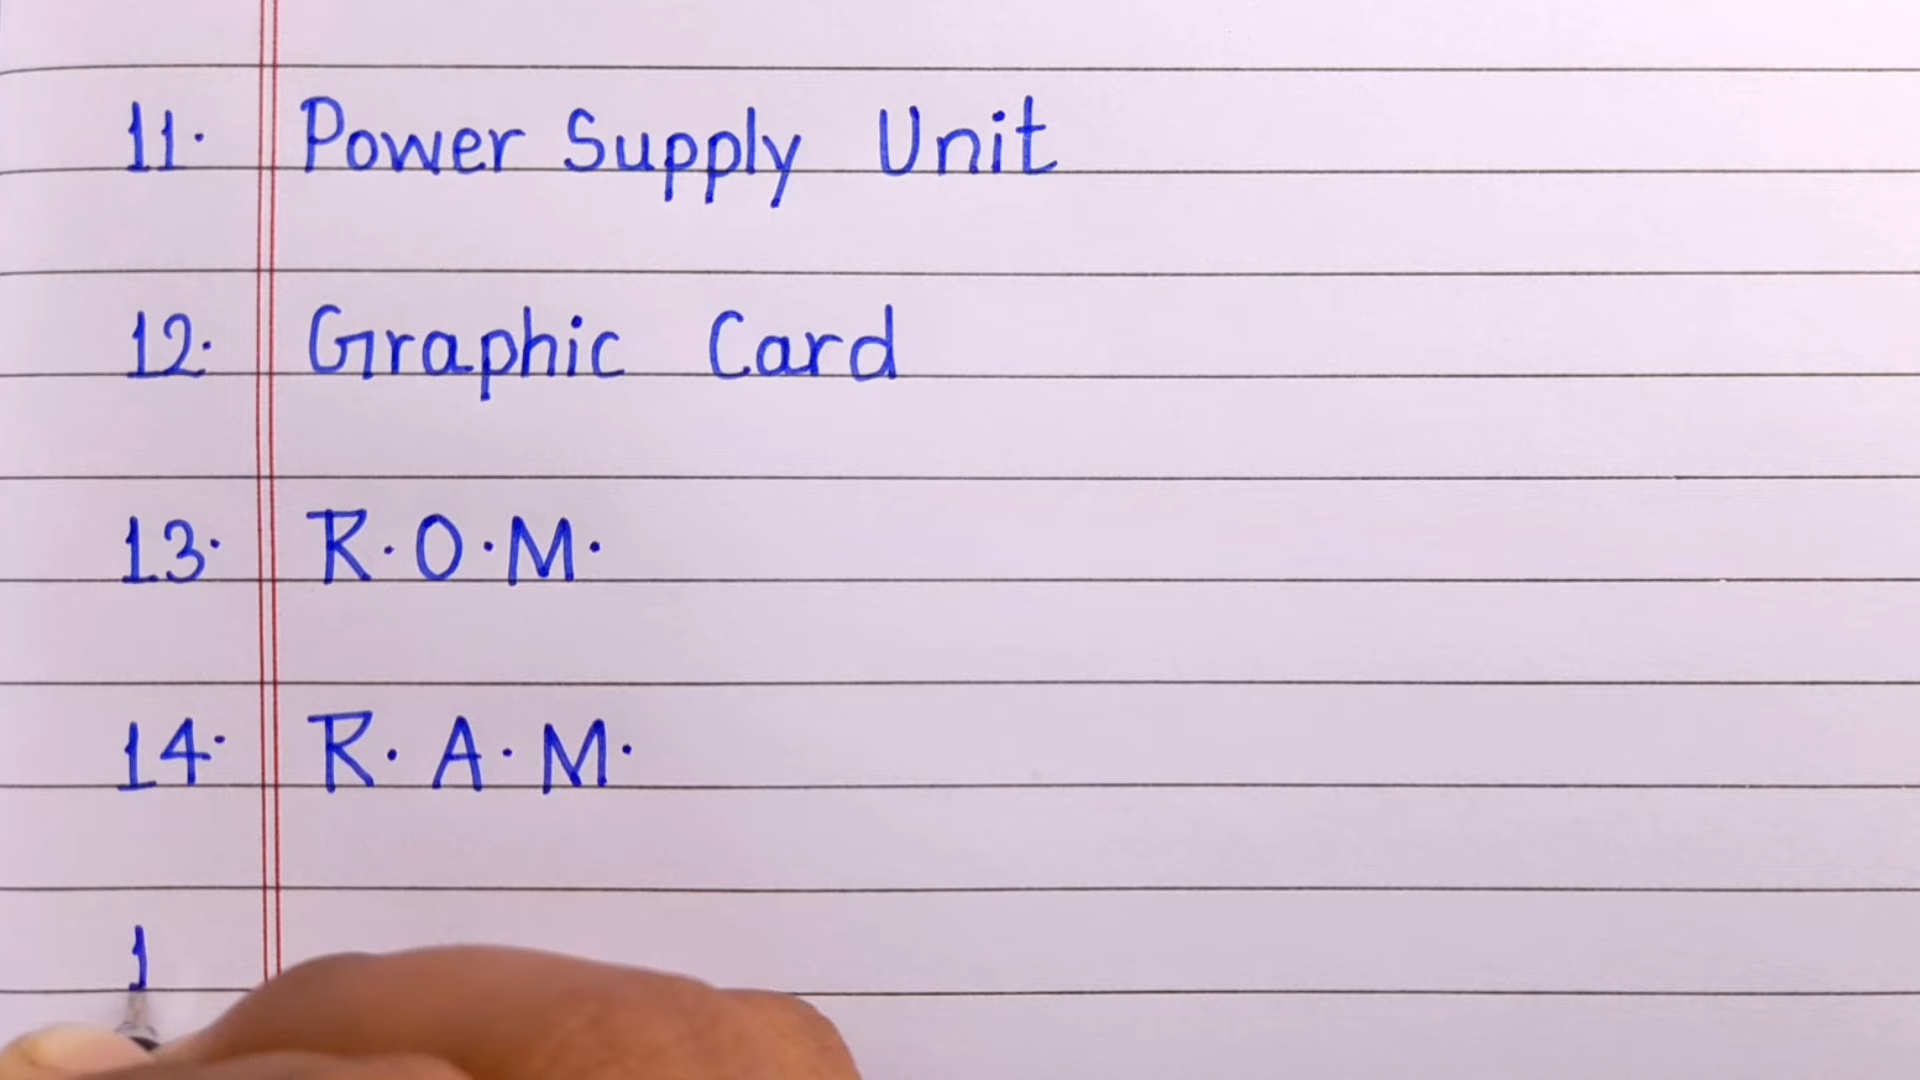 11. Power Supply Unit
12. Graphic Card
13. R.O.M.
14. R.A.M.
1